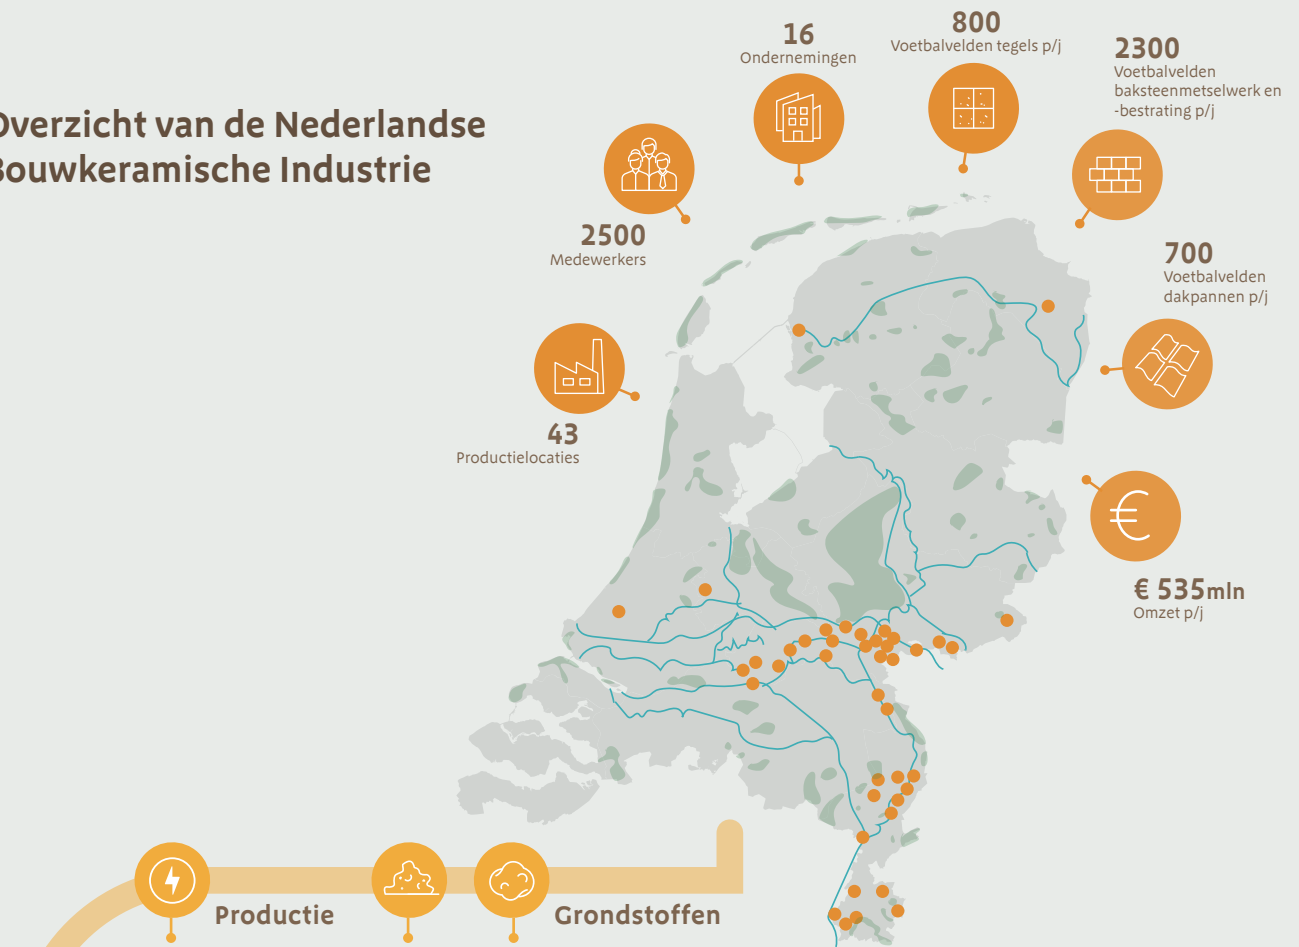 Overzicht van de Nederlandse
Bouwkeramische Industrie
16
Ondernemingen
800
Voetbalvelden tegels p/j
2300
Voetbalvelden
baksteenmetselwerk en
-bestrating p/j
2500
Medewerkers
700
Voetbalvelden
dakpannen p/j
43
Productielocaties
€ 535mln
Omzet p/j
Productie
Grondstoffen